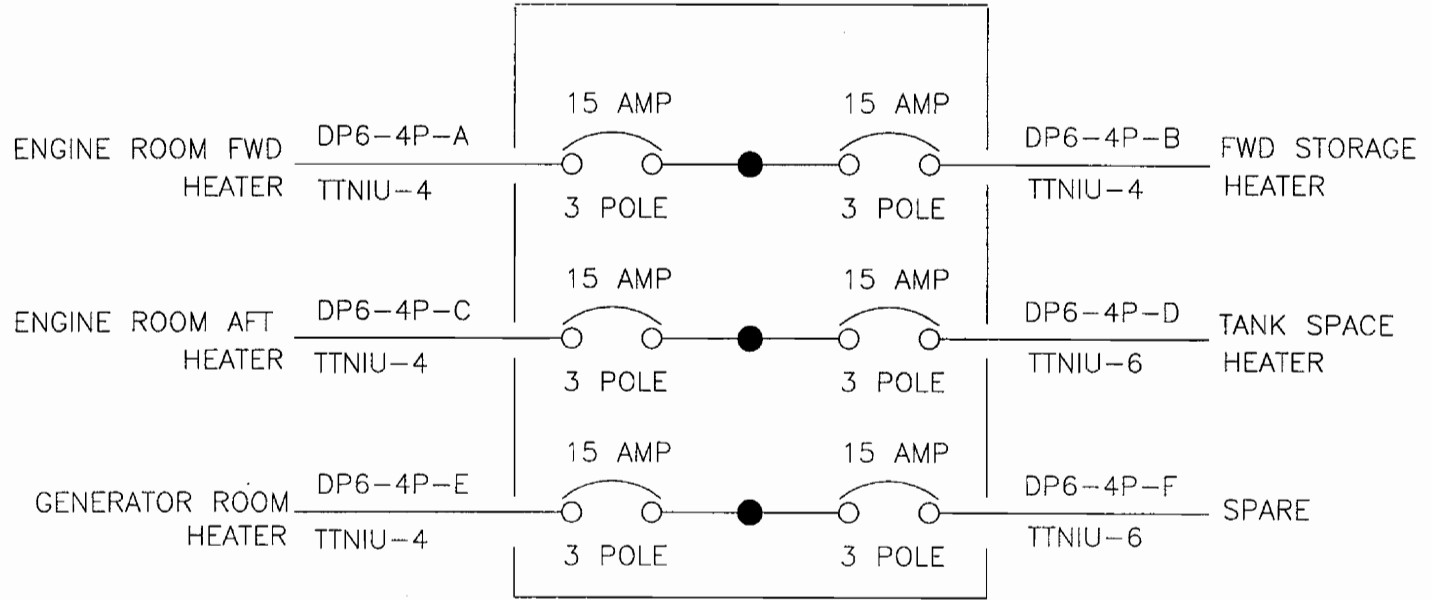 15 AMP
15 AMP
ENGINE ROOM FWD
HEATER
DP6-4P-A
TTNIU-4
3 POLE
3 POLE
DP6-4P-B
TTNIU-4
FWD STORAGE
HEATER
15 AMP
15 AMP
ENGINE ROOM AFT
HEATER
DP6-4P-C
TTNIU-4
3 POLE
3 POLE
DP6-4P-D
TTNIU-6
TANK SPACE
HEATER
15 AMP
15 AMP
GENERATOR ROOM
HEATER
DP6-4P-E
TTNIU-4
3 POLE
3 POLE
DP6-4P-F
TTNIU-6
SPARE